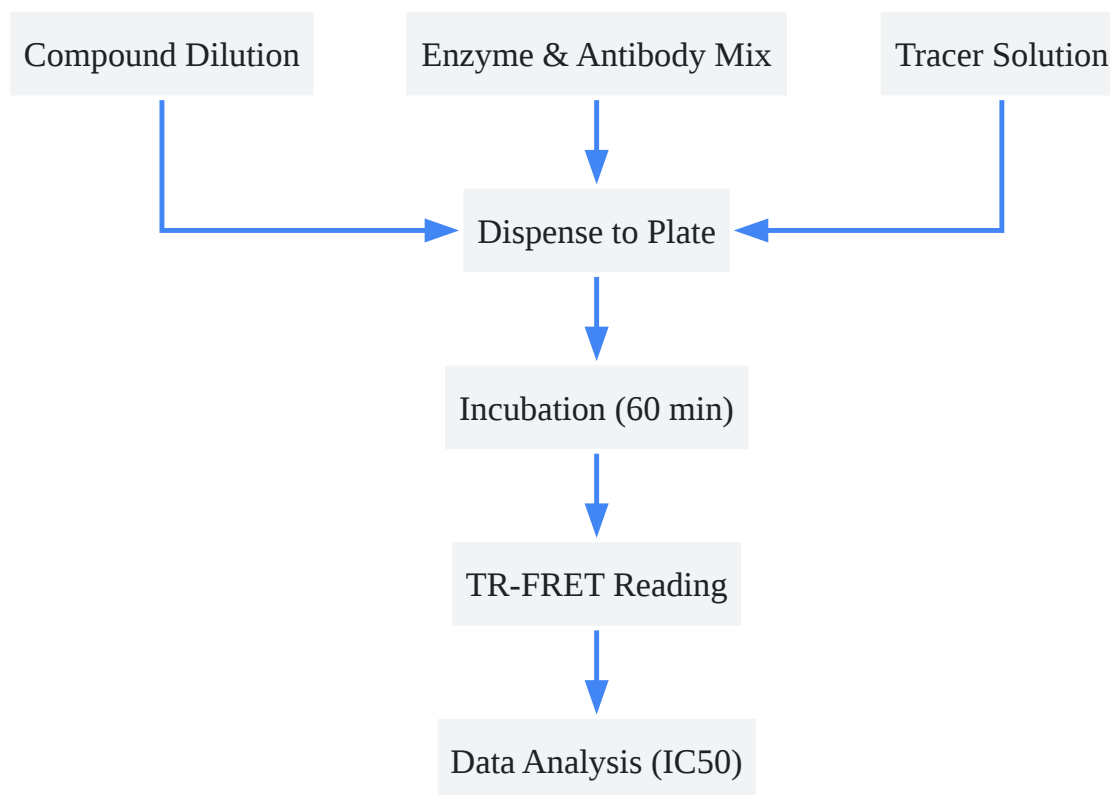 Compound Dilution
Enzyme & Antibody Mix
Tracer Solution
Dispense to Plate
Incubation (60 min)
TR-FRET Reading
Data Analysis (IC50)